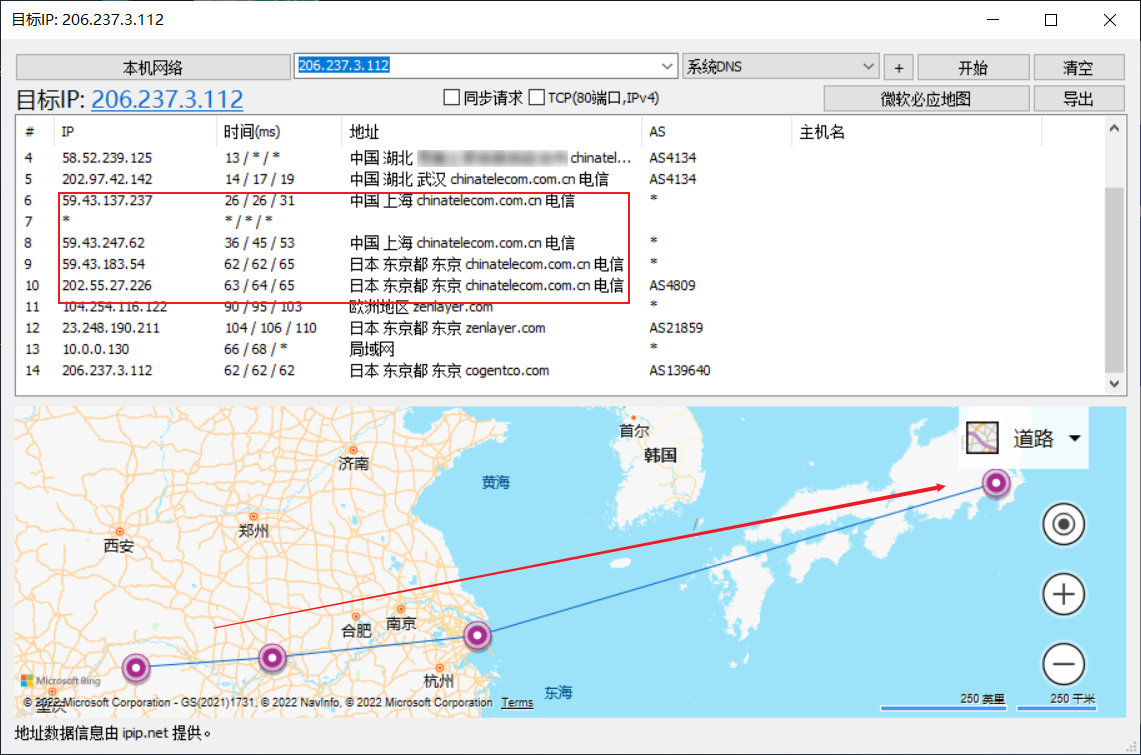 目标IP: 206.237.3.112
本机网络 206.237.3.112 系统DNS + 开始 清空
目标IP: 206.237.3.112 同步请求 TCP(80端口,IPv4) 微软必应地图 导出
# IP 时间(ms) 地址 AS 主机名
4 58.52.239.125 13 / * / * 中国 湖北 chinatel... AS4134
5 202.97.42.142 14 / 17 / 19 中国 湖北 武汉 chinatelecom.com.cn 电信 AS4134
6 59.43.137.237 26 / 26 / 31 中国 上海 chinatelecom.com.cn 电信 *
7 * * / * / *
8 59.43.247.62 36 / 45 / 53 中国 上海 chinatelecom.com.cn 电信 *
9 59.43.183.54 62 / 62 / 65 日本 东京都 东京 chinatelecom.com.cn 电信 *
10 202.55.27.226 63 / 64 / 65 日本 东京都 东京 chinatelecom.com.cn 电信 AS4809
11 104.254.116.122 90 / 95 / 103 欧洲地区 zenlayer.com *
12 23.248.190.211 104 / 106 / 110 日本 东京都 东京 zenlayer.com AS21859
13 10.0.0.130 66 / 68 / * 局域网 *
14 206.237.3.112 62 / 62 / 62 日本 东京都 东京 cogentco.com AS139640
首尔
道路
韩国
济南
黄海
郑州
西安
南京
合肥
杭州
Microsoft Bing
东海
250 英里 250 千米
重庆
© 2022 Microsoft Corporation - GS(2021)1731, © 2022 NavInfo, © 2022 Microsoft Corporation Terms
地址数据信息由 ipip.net 提供。